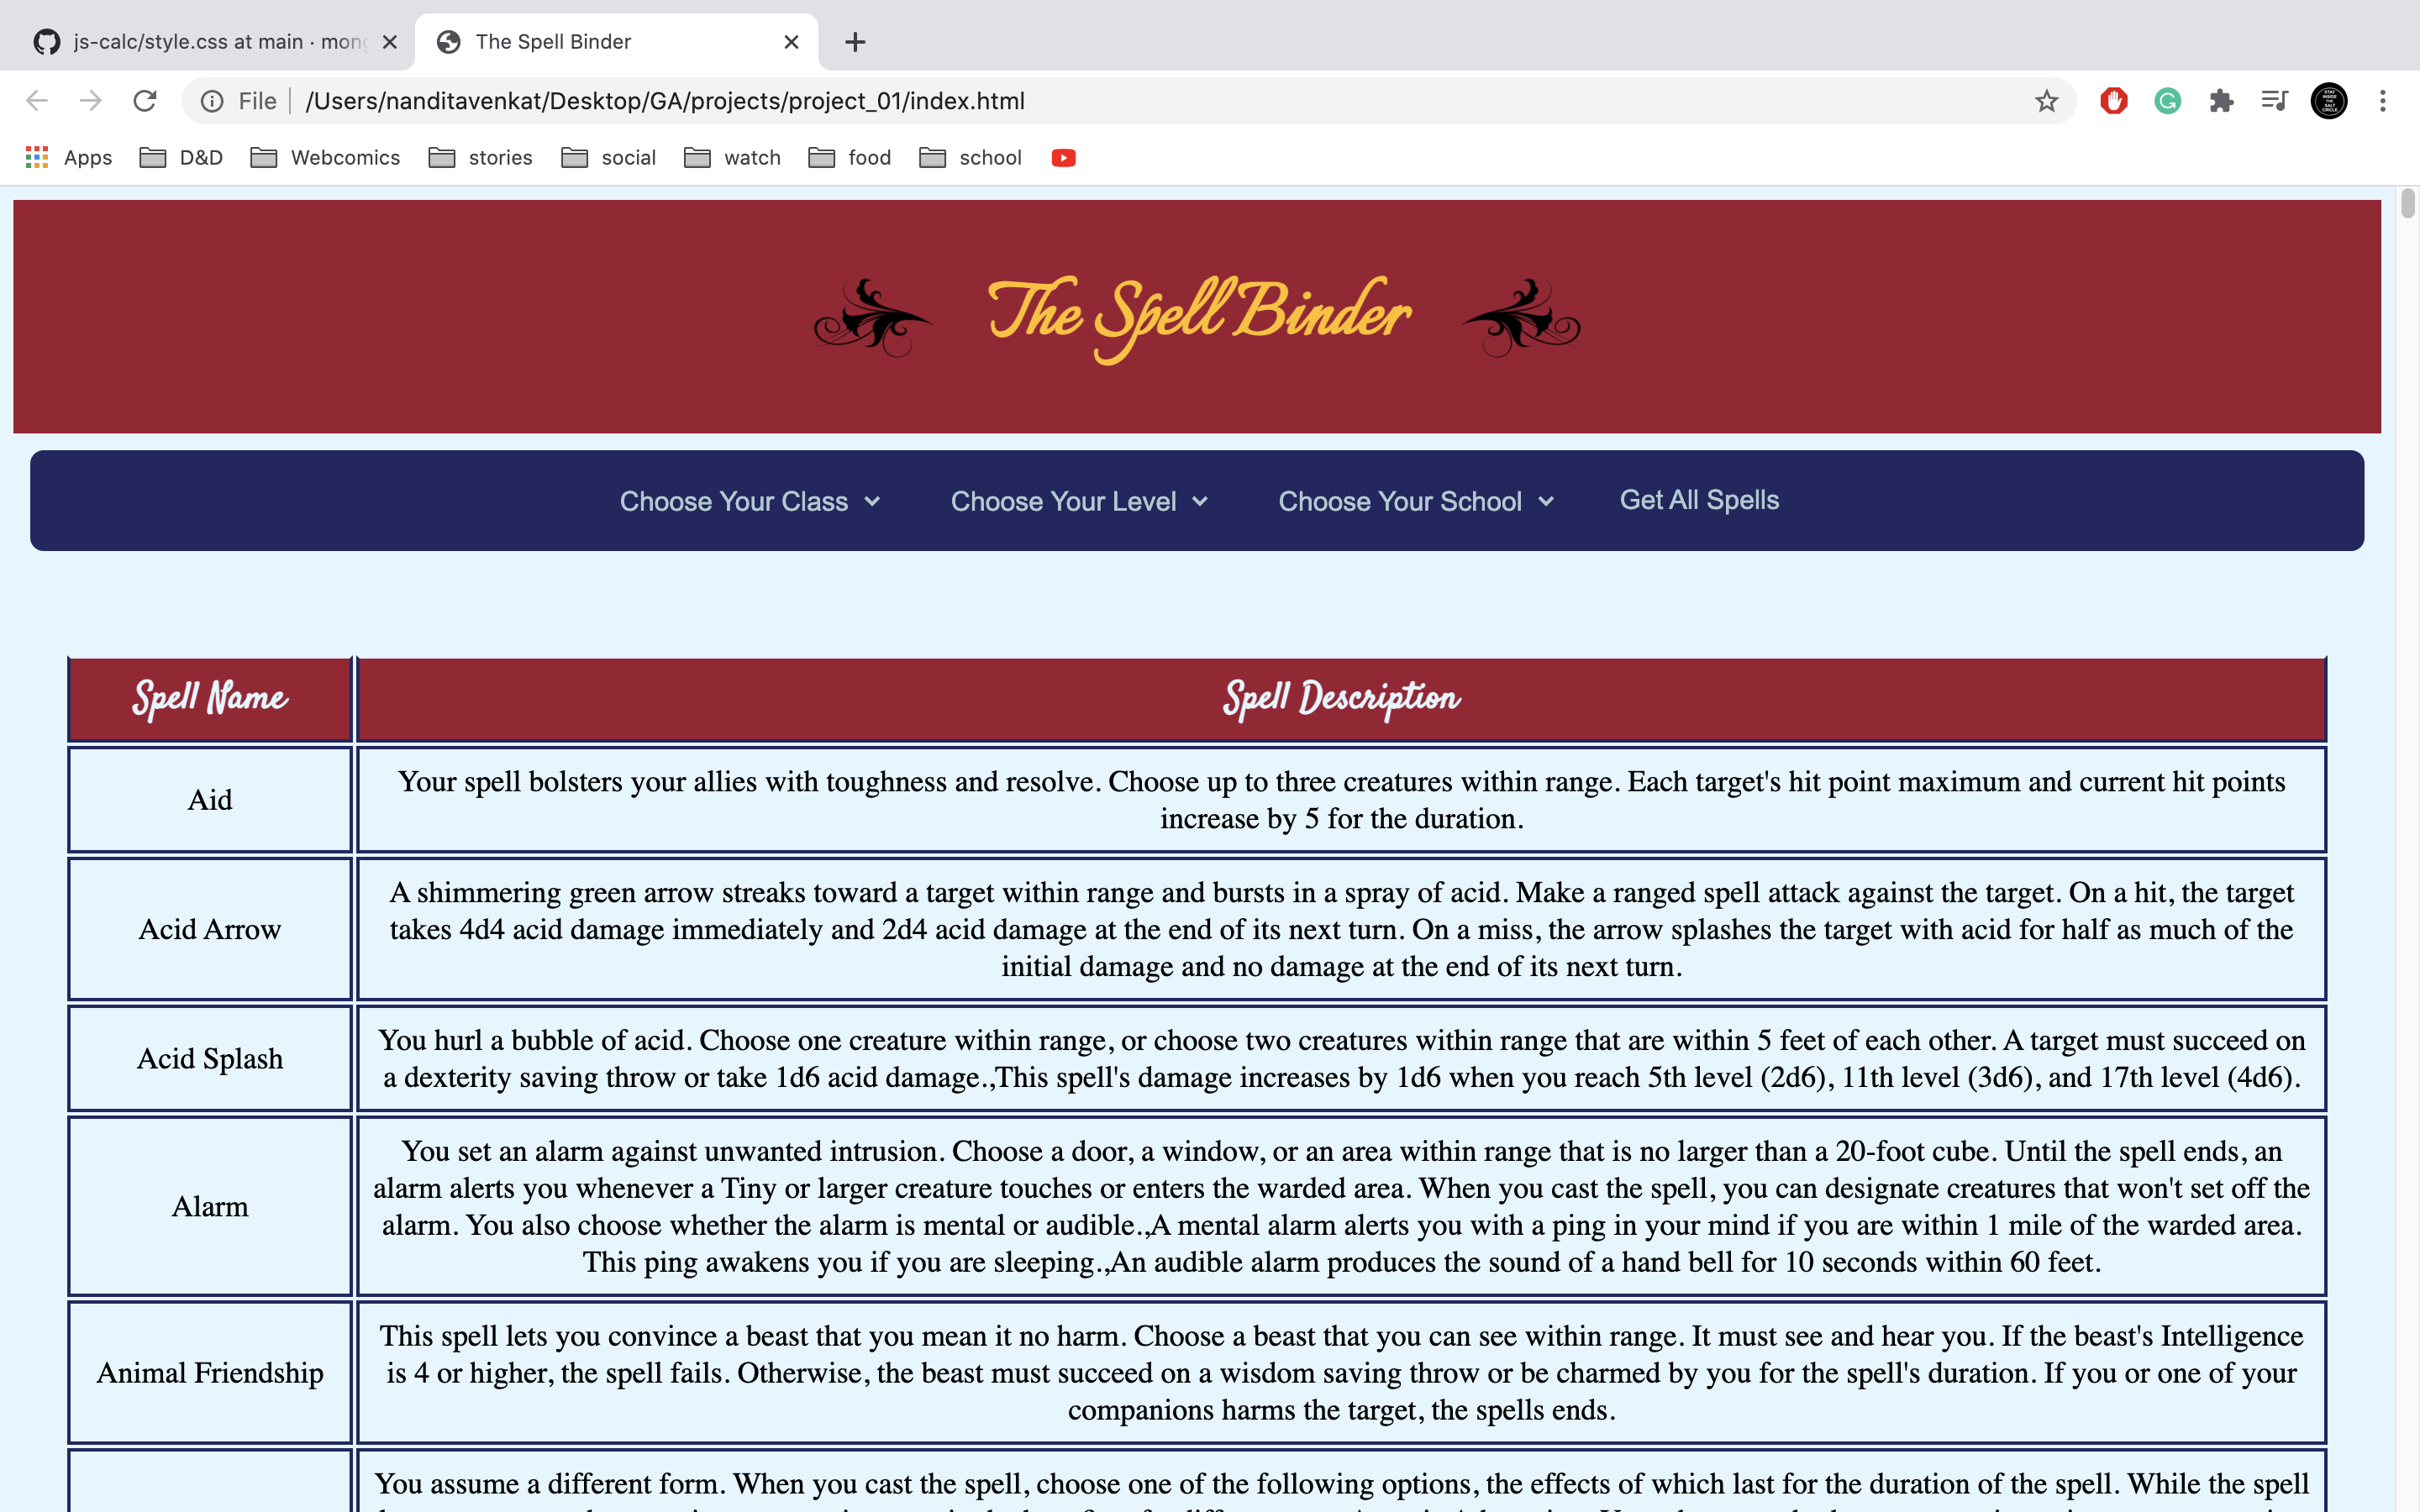 js-calc/style.css at main · mong
The Spell Binder
File /Users/nanditavenkat/Desktop/GA/projects/project_01/index.html
Apps D&D Webcomics stories social watch food school
The Spell Binder
Choose Your Class Choose Your Level Choose Your School Get All Spells
Spell Name Spell Description
Aid
Your spell bolsters your allies with toughness and resolve. Choose up to three creatures within range. Each target's hit point maximum and current hit points
increase by 5 for the duration.
Acid Arrow
A shimmering green arrow streaks toward a target within range and bursts in a spray of acid. Make a ranged spell attack against the target. On a hit, the target
takes 4d4 acid damage immediately and 2d4 acid damage at the end of its next turn. On a miss, the arrow splashes the target with acid for half as much of the
initial damage and no damage at the end of its next turn.
Acid Splash
You hurl a bubble of acid. Choose one creature within range, or choose two creatures within range that are within 5 feet of each other. A target must succeed on
a dexterity saving throw or take 1d6 acid damage.,This spell's damage increases by 1d6 when you reach 5th level (2d6), 11th level (3d6), and 17th level (4d6).
Alarm
You set an alarm against unwanted intrusion. Choose a door, a window, or an area within range that is no larger than a 20-foot cube. Until the spell ends, an
alarm alerts you whenever a Tiny or larger creature touches or enters the warded area. When you cast the spell, you can designate creatures that won't set off the
alarm. You also choose whether the alarm is mental or audible.,A mental alarm alerts you with a ping in your mind if you are within 1 mile of the warded area.
This ping awakens you if you are sleeping.,An audible alarm produces the sound of a hand bell for 10 seconds within 60 feet.
Animal Friendship
This spell lets you convince a beast that you mean it no harm. Choose a beast that you can see within range. It must see and hear you. If the beast's Intelligence
is 4 or higher, the spell fails. Otherwise, the beast must succeed on a wisdom saving throw or be charmed by you for the spell's duration. If you or one of your
companions harms the target, the spells ends.
You assume a different form. When you cast the spell, choose one of the following options, the effects of which last for the duration of the spell. While the spell